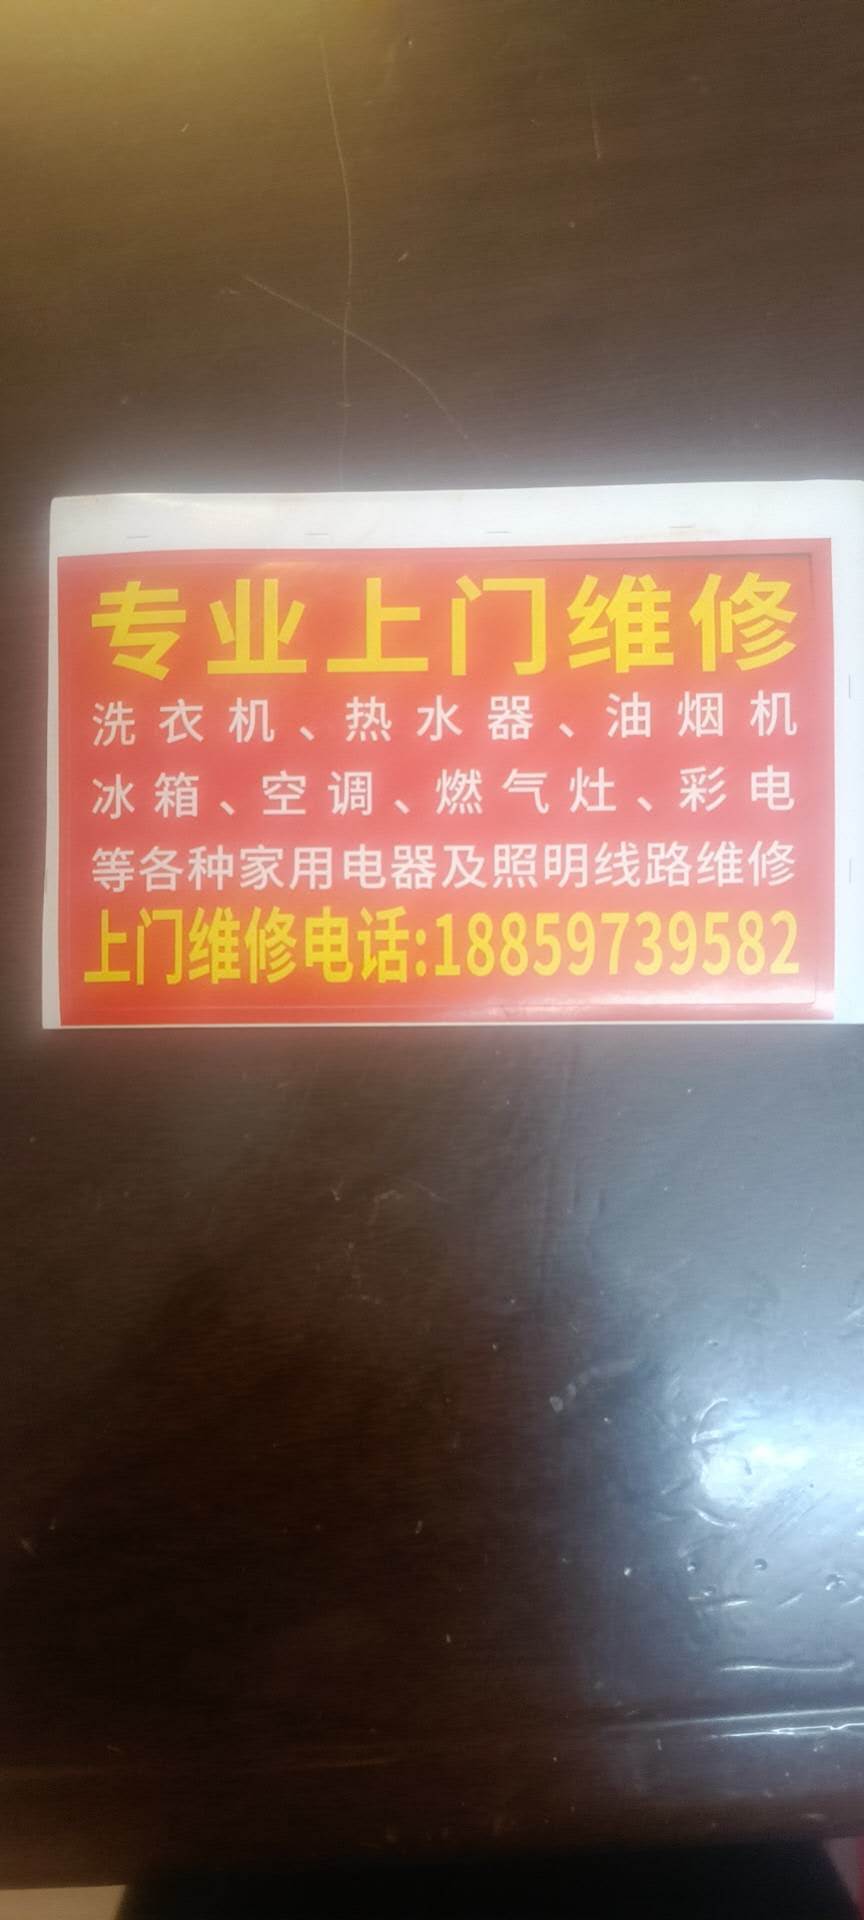 专业上门维修
洗衣机、热水器、油烟机
冰箱、空调、燃气灶、彩电
等各种家用电器及照明线路维修
上门维修电话:18859739582